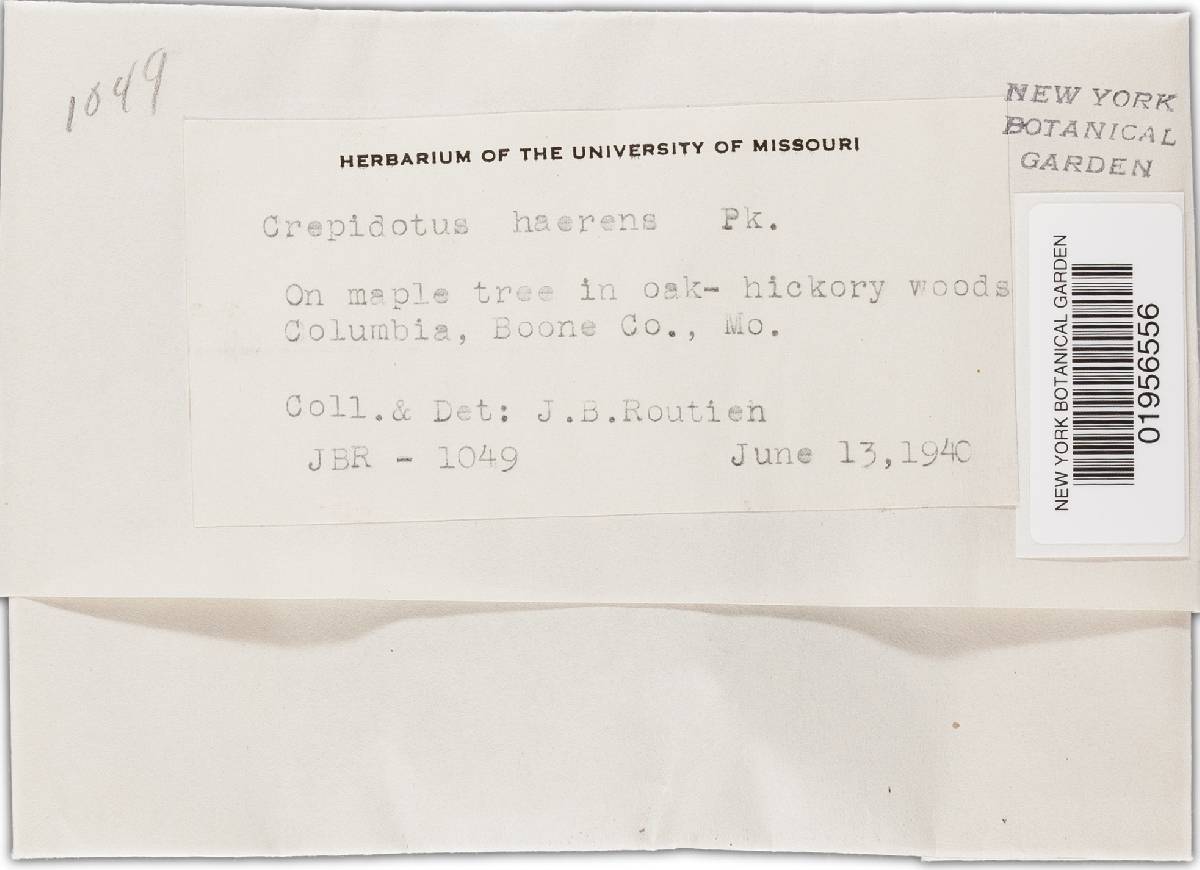 1049
HERBARIUM OF THE UNIVERSITY OF MISSOURI
Crepidotus haerens Pk.
On maple tree in oak- hickory woods
Columbia, Boone Co., Mo.
Coll.& Det: J.B.Routien
JBR - 1049 June 13,1940
NEW YORK
BOTANICAL
GARDEN
NEW YORK BOTANICAL GARDEN
01956556